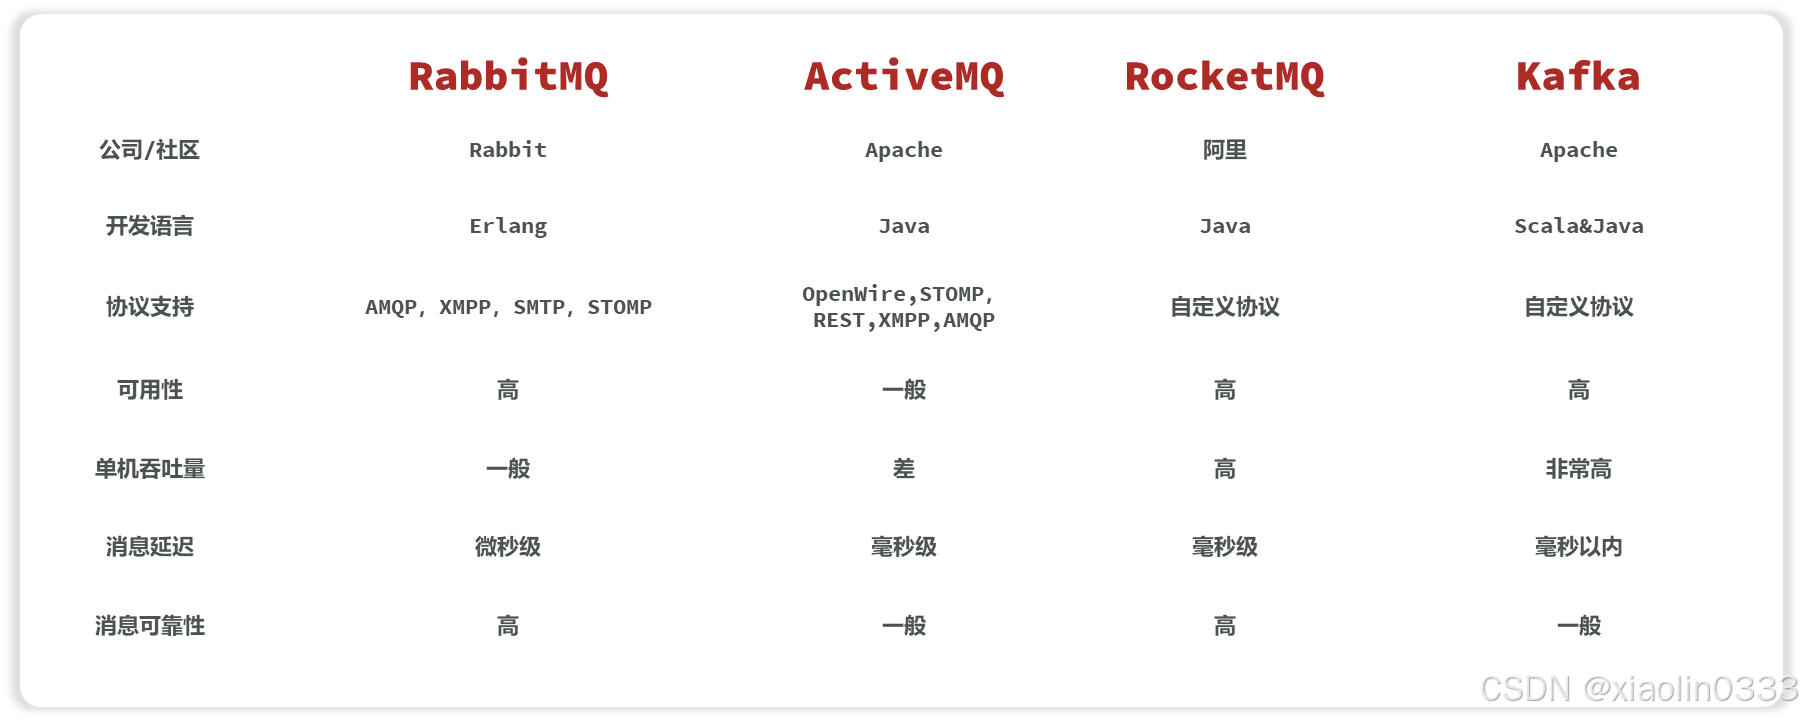 RabbitMQ ActiveMQ RocketMQ Kafka
公司/社区 Rabbit Apache 阿里 Apache
开发语言 Erlang Java Java Scala&Java
协议支持 AMQP, XMPP, SMTP, STOMP OpenWire,STOMP, 自定义协议 自定义协议
REST,XMPP,AMQP
可用性 高 一般 高 高
单机吞吐量 一般 差 高 非常高
消息延迟 微秒级 毫秒级 毫秒级 毫秒以内
消息可靠性 高 一般 高 一般
CSDN @xiaolin0333